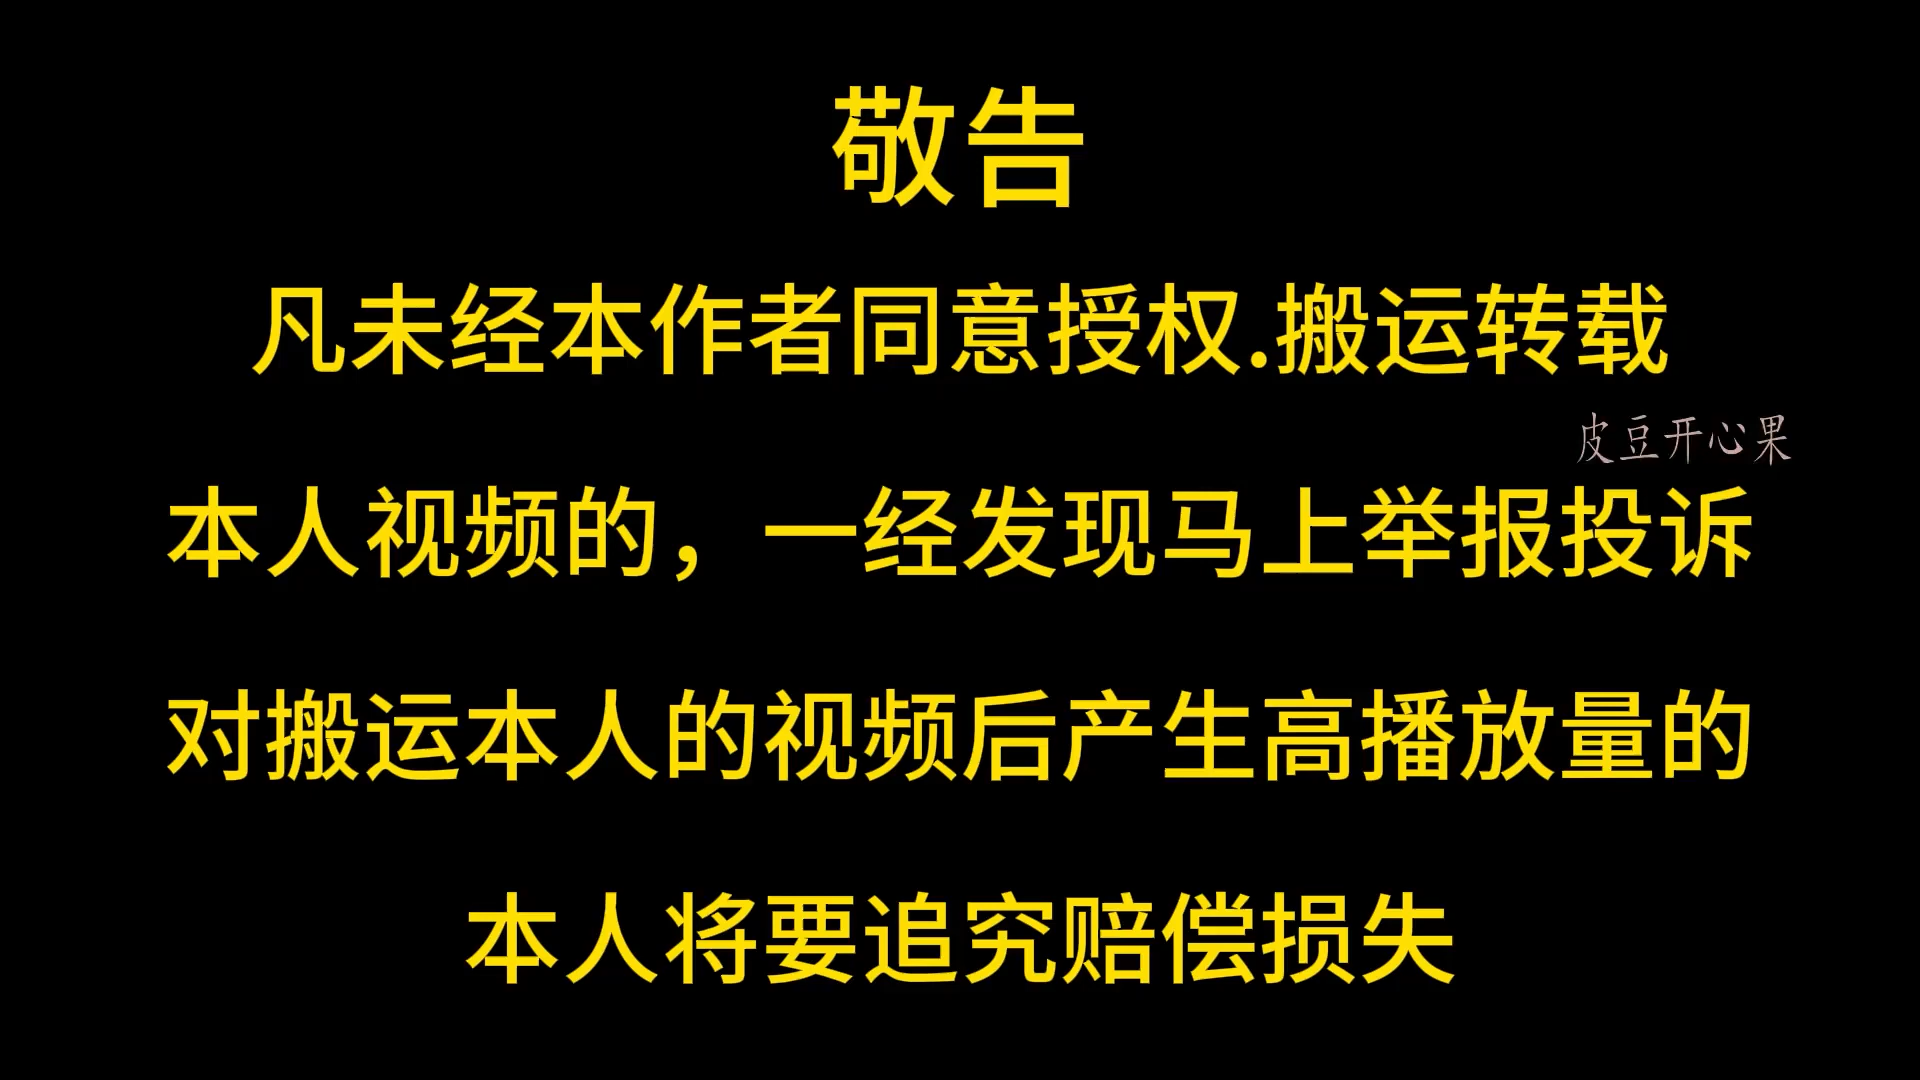 敬告
凡未经本作者同意授权.搬运转载
皮豆开心果
本人视频的，一经发现马上举报投诉
对搬运本人的视频后产生高播放量的
本人将要追究赔偿损失